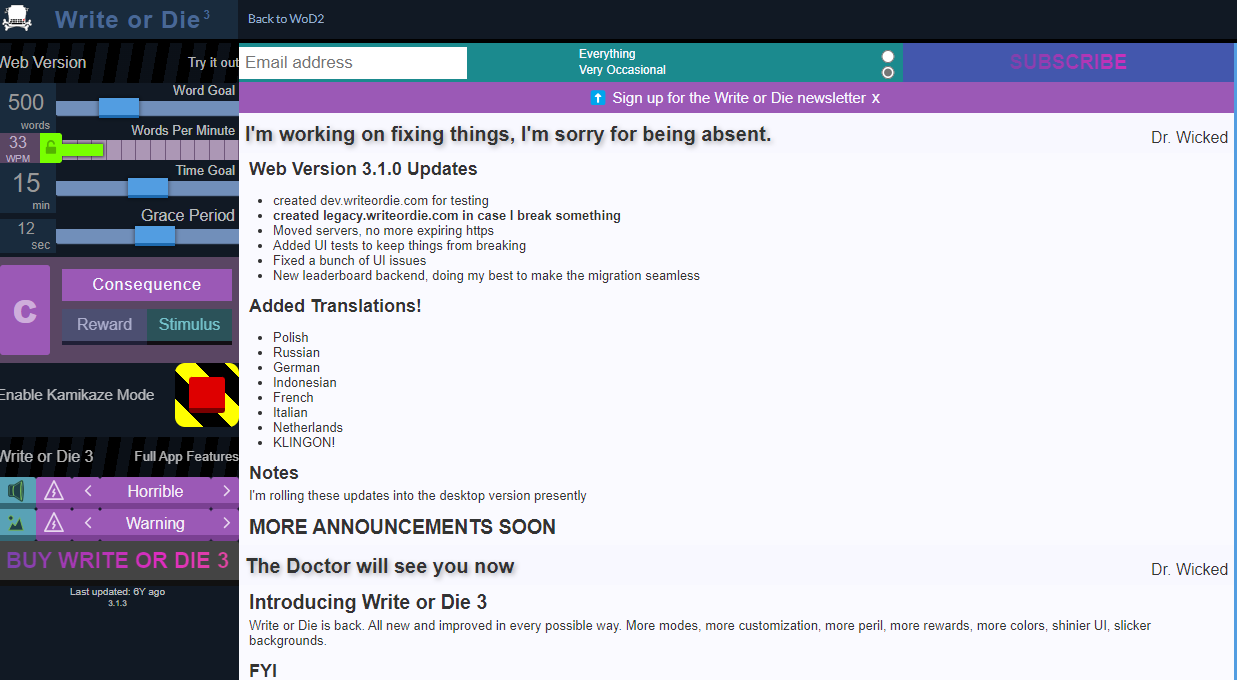 Write or Die 3
Back to WoD2
Web Version
Try it out
Word Goal
500
words
Words Per Minute
33
WPM
Time Goal
15
min
Grace Period
12
sec
C
Consequence
Reward
Stimulus
Enable Kamikaze Mode
Write or Die 3
Full App Features
Horrible
Warning
BUY WRITE OR DIE 3
Last updated: 6Y ago
3.1.3
Email address
Everything
Very Occasional
SUBSCRIBE
Sign up for the Write or Die newsletter x
I'm working on fixing things, I'm sorry for being absent.
Dr. Wicked
Web Version 3.1.0 Updates
created dev.writeordie.com for testing
created legacy.writeordie.com in case I break something
Moved servers, no more expiring https
Added UI tests to keep things from breaking
Fixed a bunch of UI issues
New leaderboard backend, doing my best to make the migration seamless
Added Translations!
Polish
Russian
German
Indonesian
French
Italian
Netherlands
KLINGON!
Notes
I'm rolling these updates into the desktop version presently
MORE ANNOUNCEMENTS SOON
The Doctor will see you now
Dr. Wicked
Introducing Write or Die 3
Write or Die is back. All new and improved in every possible way. More modes, more customization, more peril, more rewards, more colors, shinier UI, slicker
backgrounds.
FYI